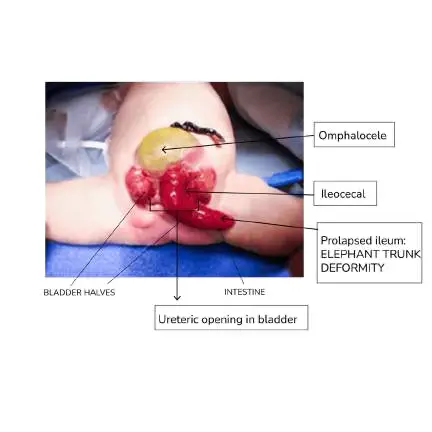 Omphalocele
Ileocecal
Prolapsed ileum:
ELEPHANT TRUNK
DEFORMITY
BLADDER HALVES
INTESTINE
Ureteric opening in bladder